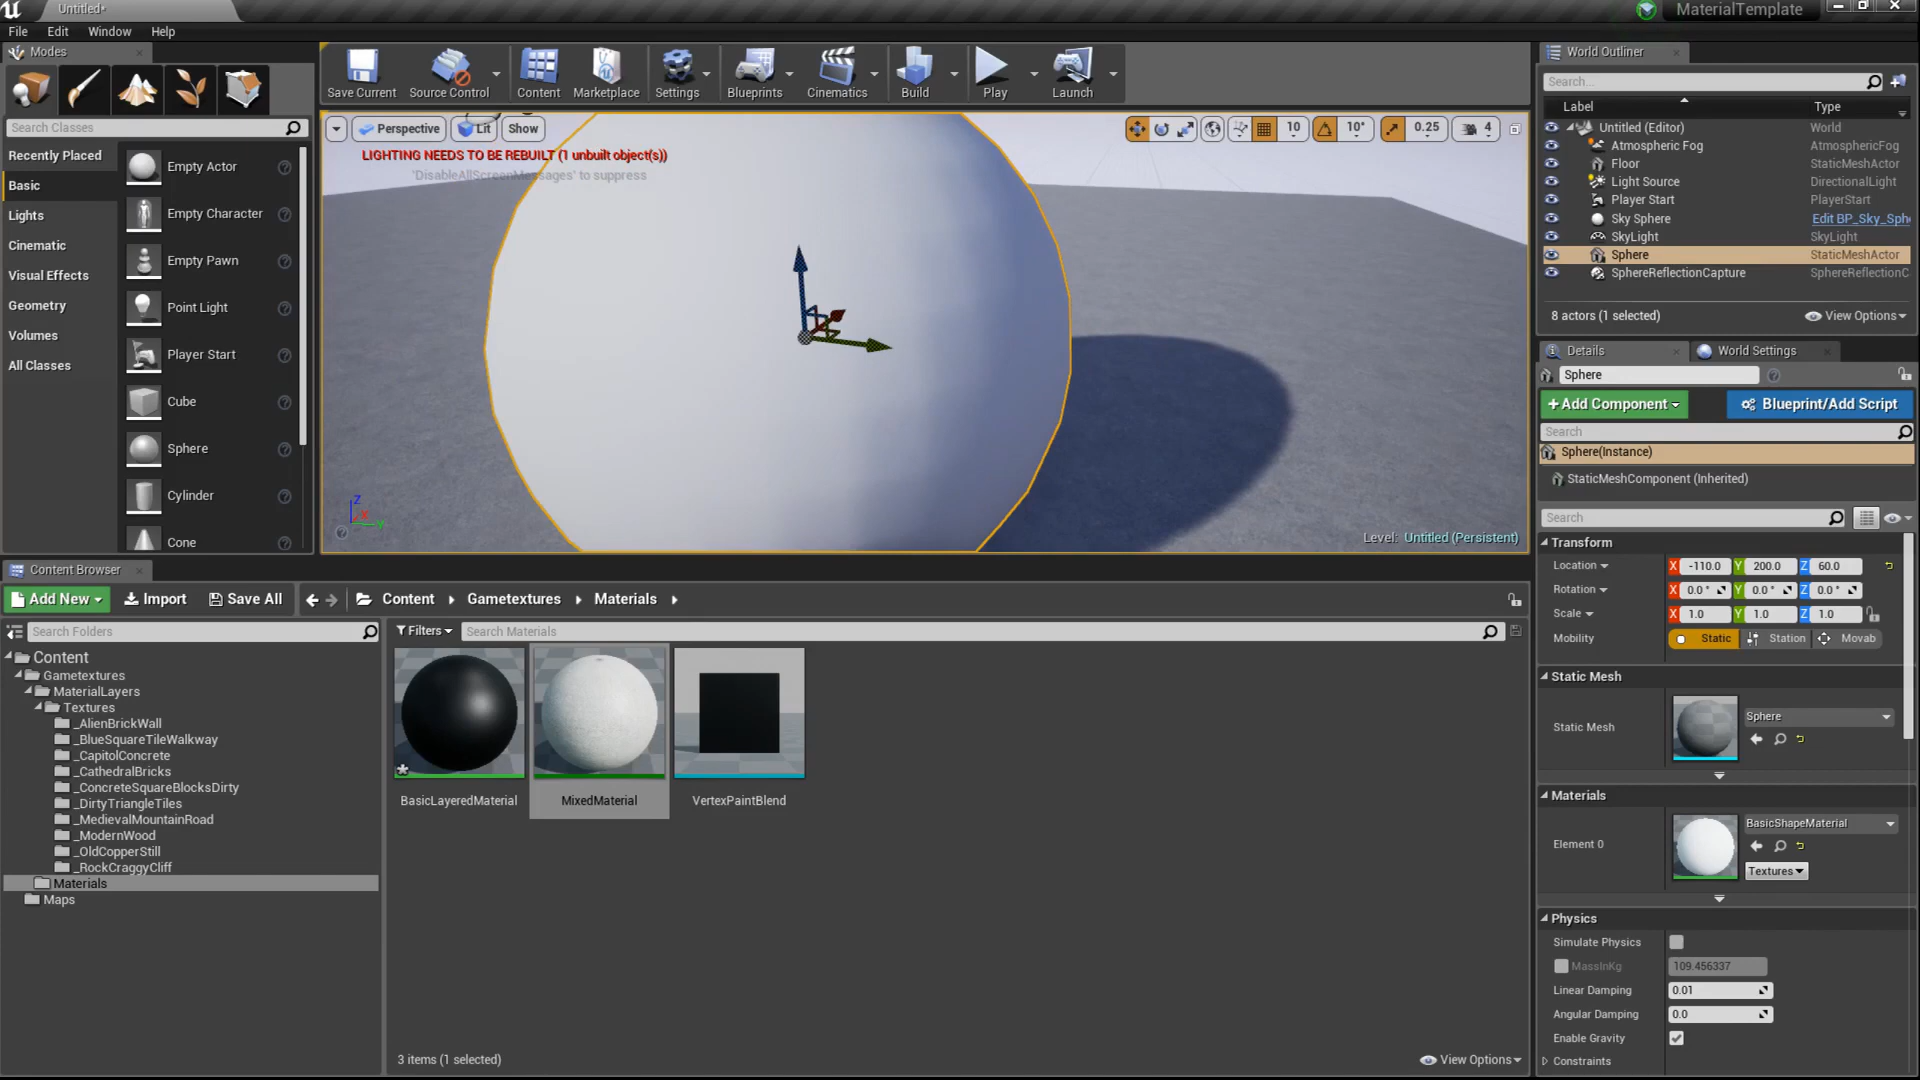 Untitled*
MaterialTemplate
File Edit Window Help
Modes
Search Classes
Recently Placed
Basic
Lights
Cinematic
Visual Effects
Geometry
Volumes
All Classes
Empty Actor
Empty Character
Empty Pawn
Point Light
Player Start
Cube
Sphere
Cylinder
Cone
Save Current Source Control Content Marketplace Settings Blueprints Cinematics Build Play Launch
Perspective Lit Show
10 10° 0.25 4
LIGHTING NEEDS TO BE REBUILT (1 unbuilt object(s))
'DisableAllScreenMessages' to suppress
Z
X
Y
Level: Untitled (Persistent)
World Outliner
Search...
Label Type
Untitled (Editor) World
Atmospheric Fog AtmosphericFog
Floor StaticMeshActor
Light Source DirectionalLight
Player Start PlayerStart
Sky Sphere Edit BP_Sky_Sph
SkyLight SkyLight
Sphere StaticMeshActor
SphereReflectionCapture SphereReflectionC
8 actors (1 selected) View Options
Details World Settings
Sphere
+Add Component Blueprint/Add Script
Search
Sphere(Instance)
StaticMeshComponent (Inherited)
Search
Transform
Location X -110.0 Y 200.0 Z 60.0
Rotation X 0.0 ° Y 0.0 ° Z 0.0 °
Scale X 1.0 Y 1.0 Z 1.0
Mobility Static Station Movab
Static Mesh
Static Mesh Sphere
Materials
Element 0 BasicShapeMaterial
Textures
Physics
Simulate Physics
MassInKg 109.456337
Linear Damping 0.01
Angular Damping 0.0
Enable Gravity
Constraints
Content Browser
Add New Import Save All Content Gametextures Materials
Search Folders
Filters Search Materials
Content
Gametextures
MaterialLayers
Textures
_AlienBrickWall
_BlueSquareTileWalkway
_CapitolConcrete
_CathedralBricks
_ConcreteSquareBlocksDirty
_DirtyTriangleTiles
_MedievalMountainRoad
_ModernWood
_OldCopperStill
_RockCraggyCliff
Materials
Maps
BasicLayeredMaterial MixedMaterial VertexPaintBlend
3 items (1 selected) View Options